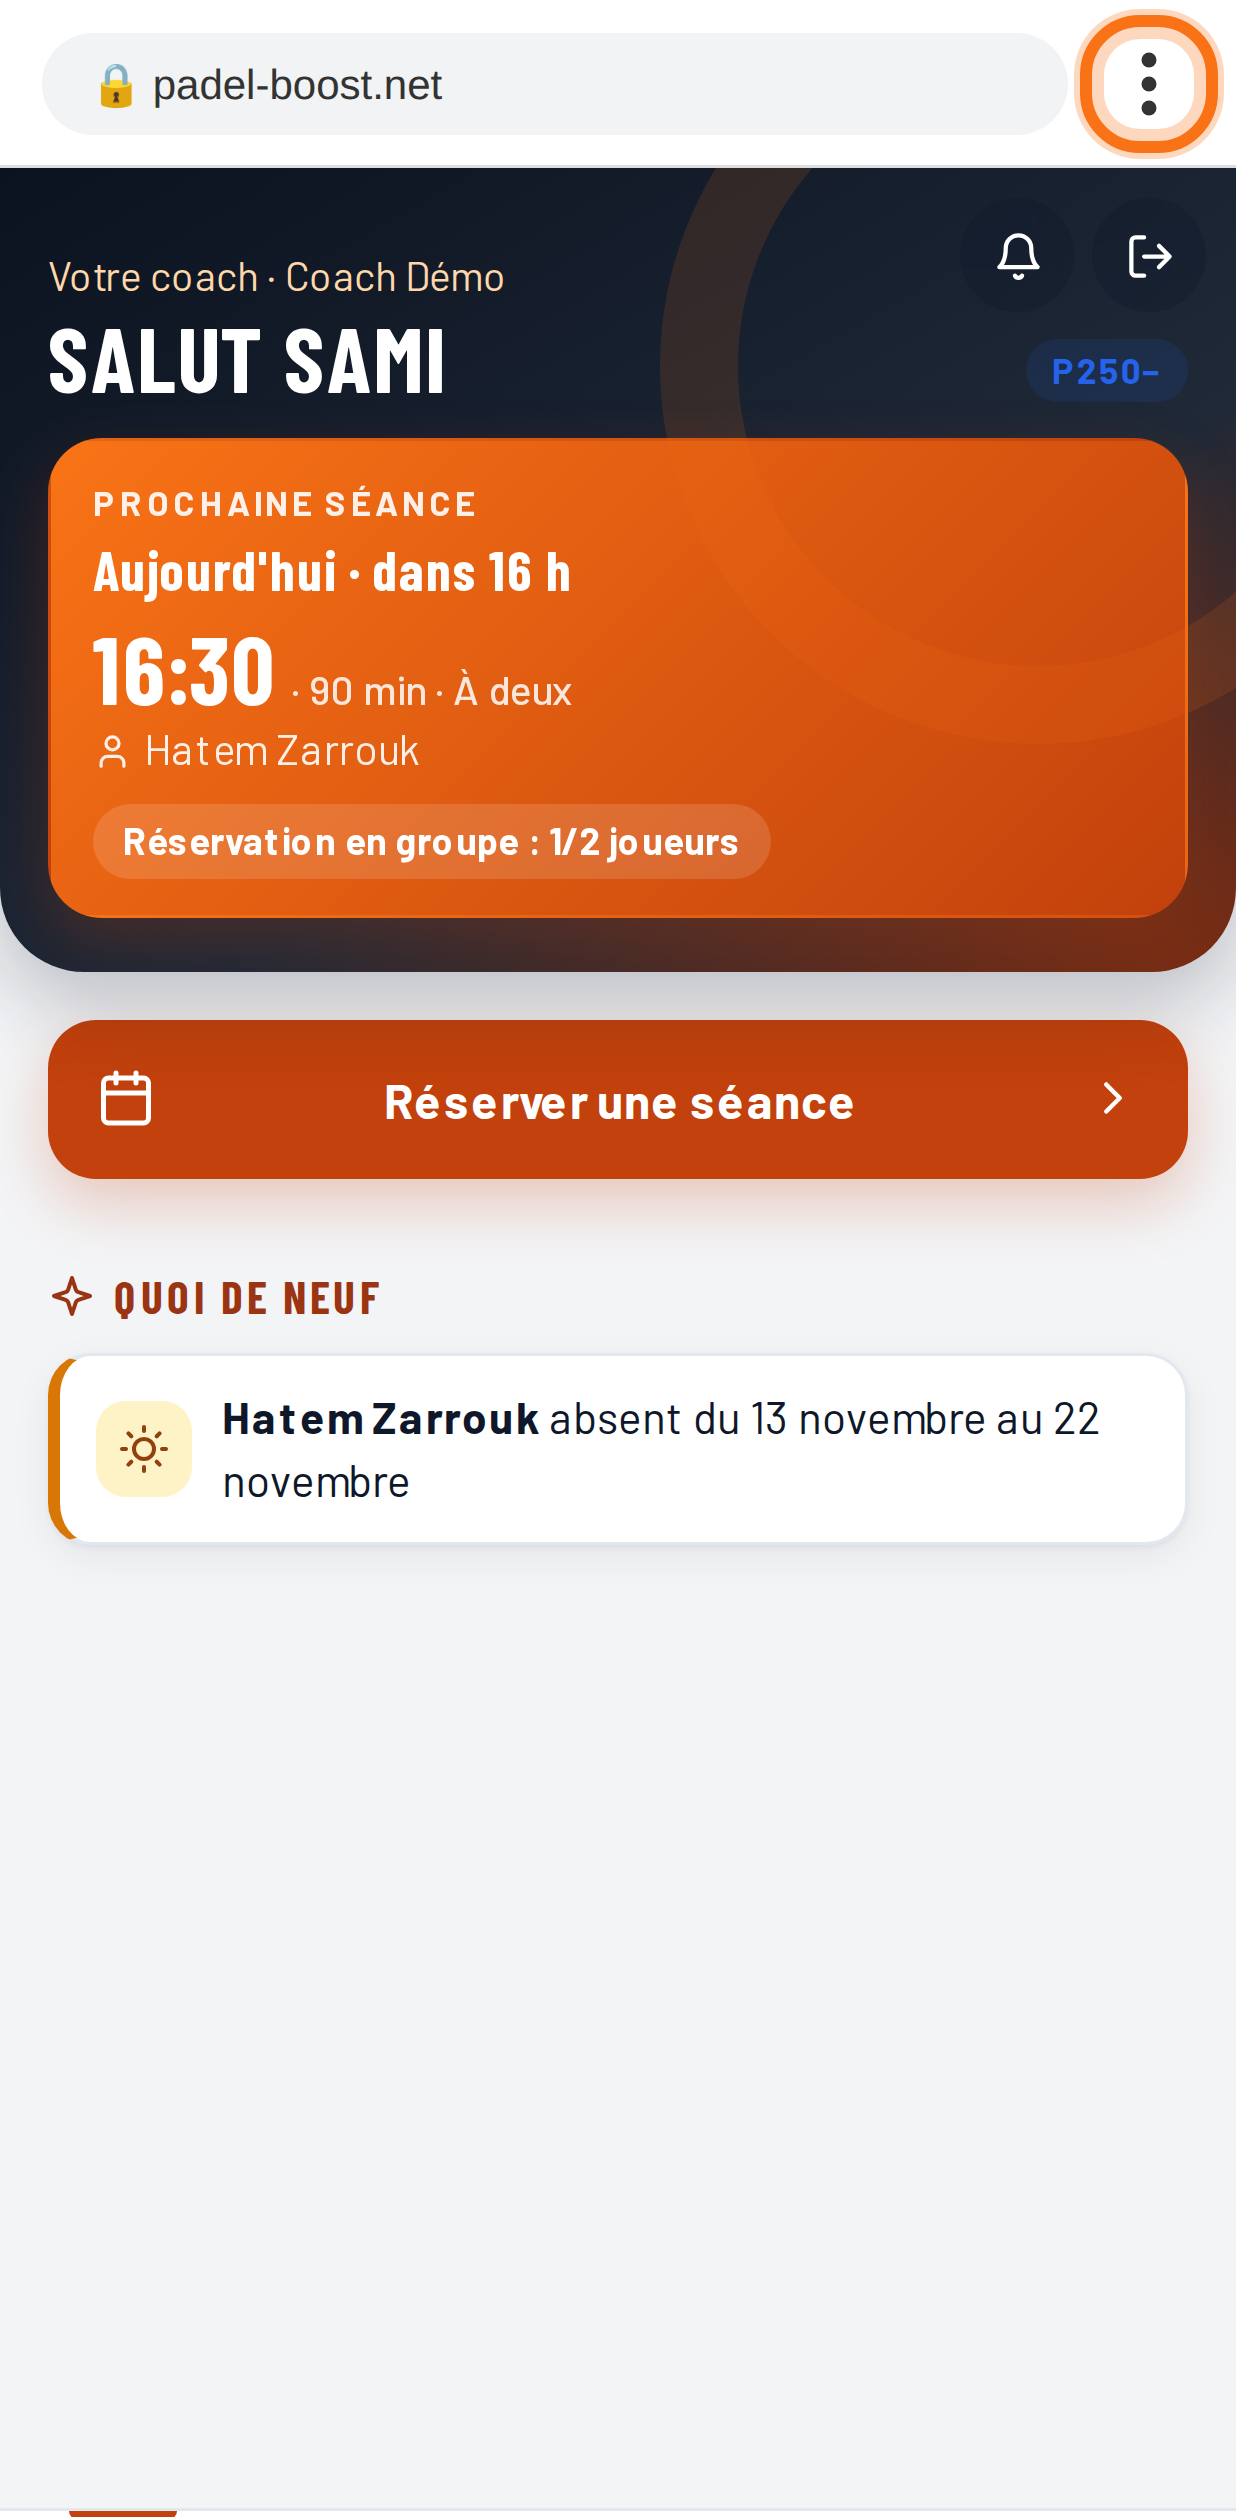 padel-boost.net
Votre coach · Coach Démo
SALUT SAMI
P250–
PROCHAINE SÉANCE
Aujourd'hui · dans 16 h
16:30 · 90 min · À deux
Hatem Zarrouk
Réservation en groupe : 1/2 joueurs
Réserver une séance
QUOI DE NEUF
Hatem Zarrouk absent du 13 novembre au 22
novembre